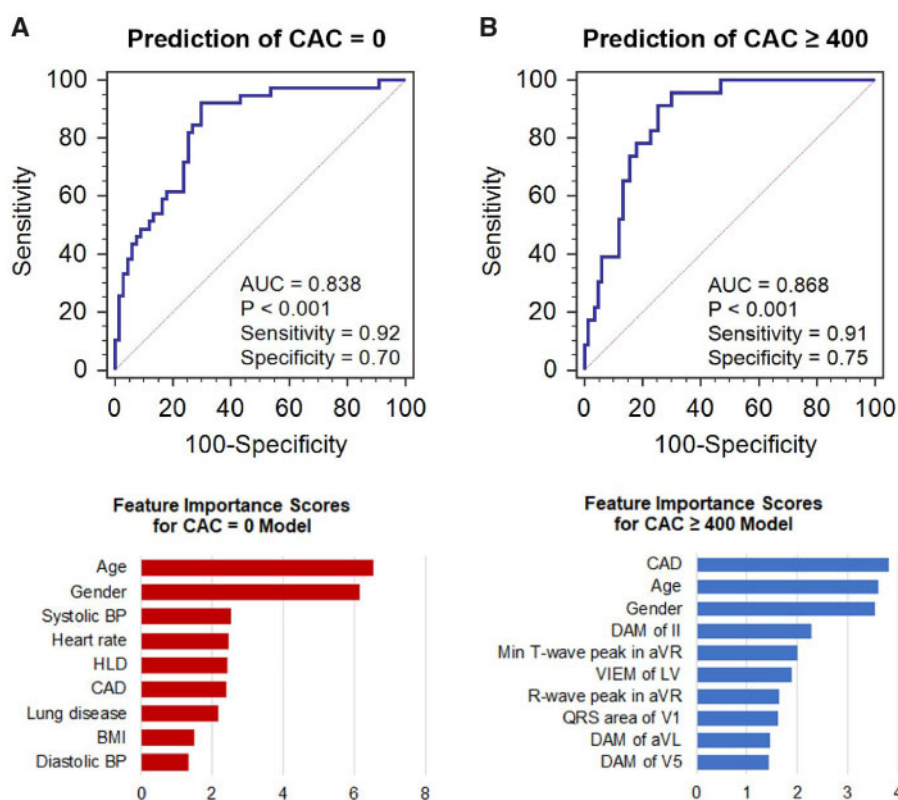 A
Prediction of CAC = 0
100
80
60
40
20
0
Sensitivity
AUC = 0.838
P < 0.001
Sensitivity = 0.92
Specificity = 0.70
0 20 40 60 80 100
100-Specificity
B
Prediction of CAC ≥ 400
100
80
60
40
20
0
Sensitivity
AUC = 0.868
P < 0.001
Sensitivity = 0.91
Specificity = 0.75
0 20 40 60 80 100
100-Specificity
Feature Importance Scores
for CAC = 0 Model
Age
Gender
Systolic BP
Heart rate
HLD
CAD
Lung disease
BMI
Diastolic BP
0 2 4 6 8
Feature Importance Scores
for CAC ≥ 400 Model
CAD
Age
Gender
DAM of II
Min T-wave peak in aVR
VIEM of LV
R-wave peak in aVR
QRS area of V1
DAM of aVL
DAM of V5
0 1 2 3 4